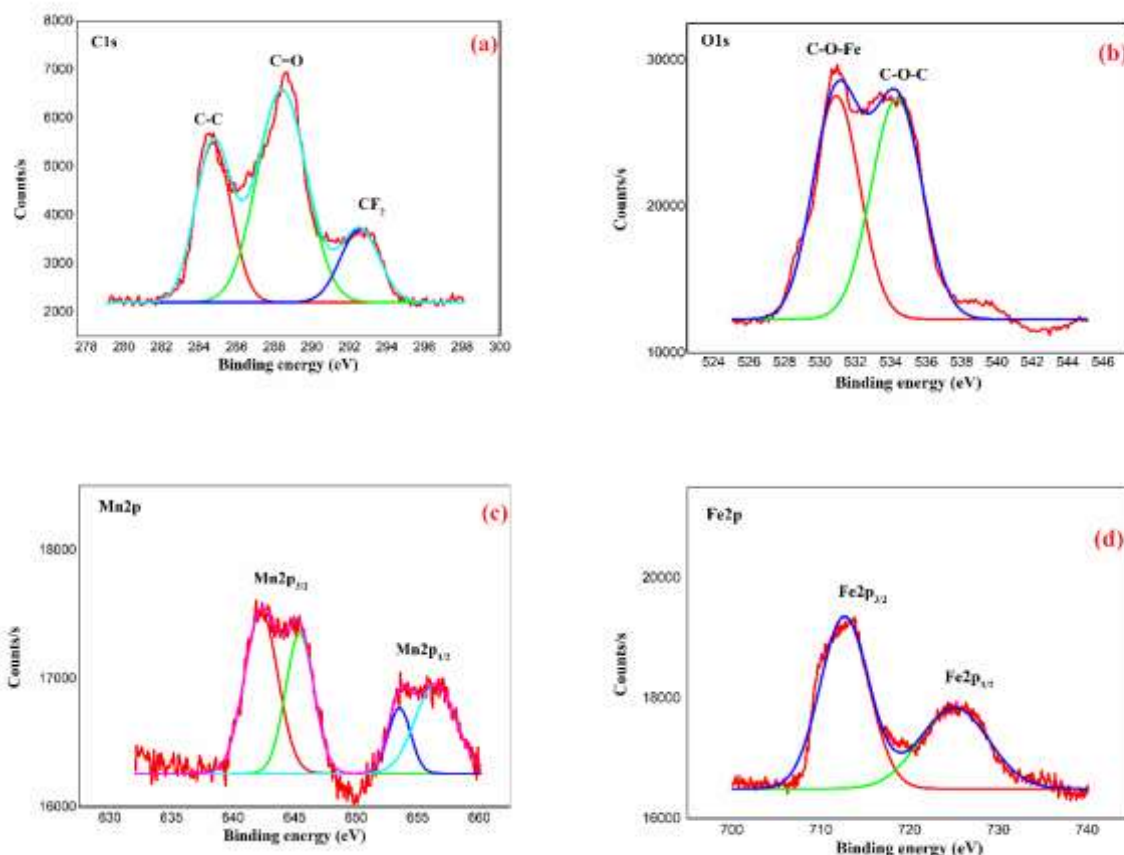 C1s
(a)
C-C
C=O
CF2
Counts/s
8000
7000
6000
5000
4000
3000
2000
278 280 282 284 286 288 290 292 294 296 298 300
Binding energy (eV)
O1s
(b)
C-O-Fe
C-O-C
Counts/s
30000
20000
10000
524 526 528 530 532 534 536 538 540 542 544 546
Binding energy (eV)
Mn2p
(c)
Mn2p3/2
Mn2p1/2
Counts/s
18000
17000
16000
630 635 640 645 650 655 660
Binding energy (eV)
Fe2p
(d)
Fe2p3/2
Fe2p1/2
Counts/s
20000
18000
16000
700 710 720 730 740
Binding energy (eV)